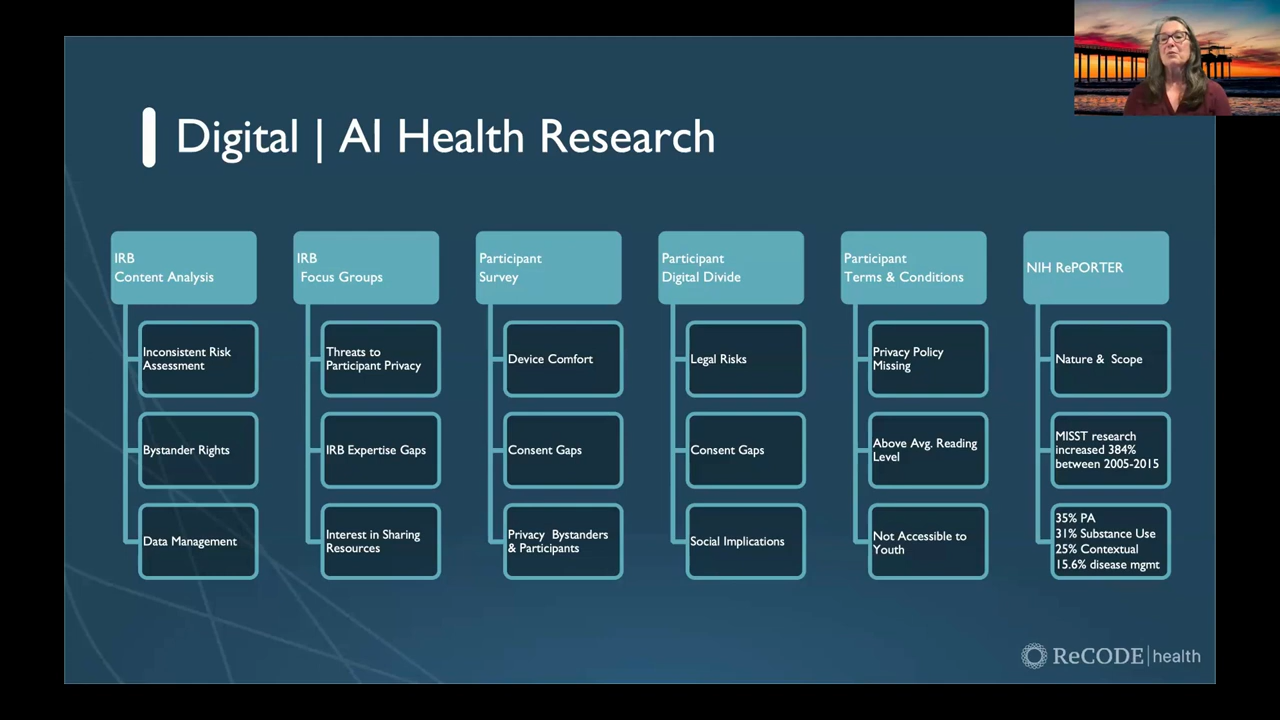 Digital | AI Health Research
IRB
Content Analysis
Inconsistent Risk
Assessment
Bystander Rights
Data Management
IRB
Focus Groups
Threats to
Participant Privacy
IRB Expertise Gaps
Interest in Sharing
Resources
Participant
Survey
Device Comfort
Consent Gaps
Privacy Bystanders
& Participants
Participant
Digital Divide
Legal Risks
Consent Gaps
Social Implications
Participant
Terms & Conditions
Privacy Policy
Missing
Above Avg. Reading
Level
Not Accessible to
Youth
NIH RePORTER
Nature & Scope
MISST research
increased 384%
between 2005-2015
35% PA
31% Substance Use
25% Contextual
15.6% disease mgmt
ReCODE|health